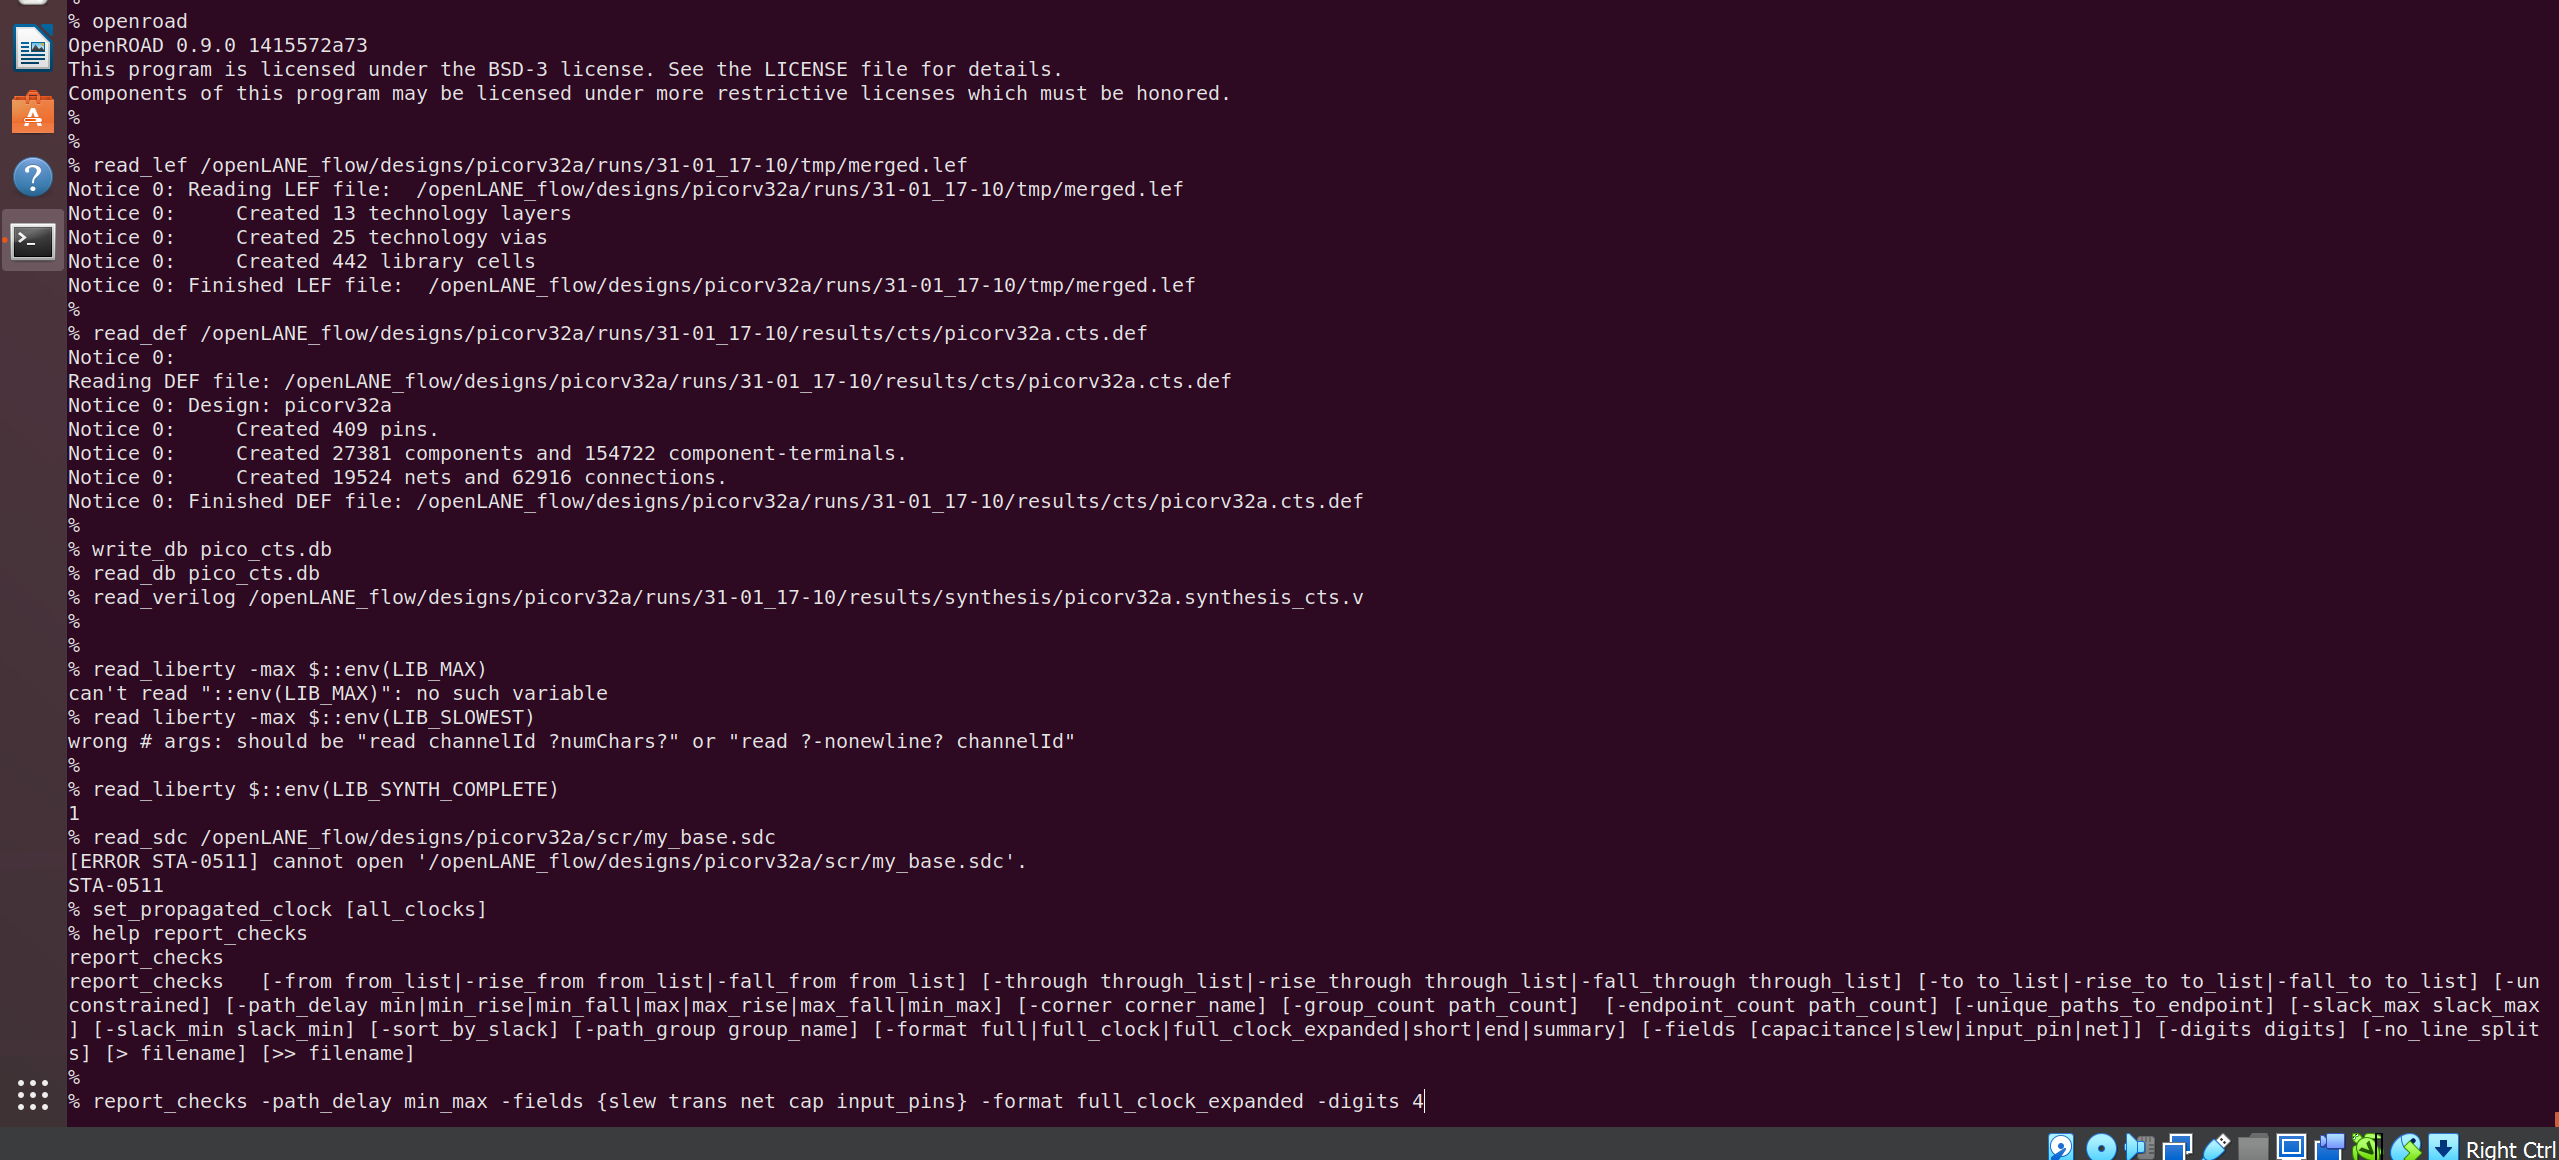 %
% openroad
OpenROAD 0.9.0 1415572a73
This program is licensed under the BSD-3 license. See the LICENSE file for details.
Components of this program may be licensed under more restrictive licenses which must be honored.
%
%
% read_lef /openLANE_flow/designs/picorv32a/runs/31-01_17-10/tmp/merged.lef
Notice 0: Reading LEF file:  /openLANE_flow/designs/picorv32a/runs/31-01_17-10/tmp/merged.lef
Notice 0:     Created 13 technology layers
Notice 0:     Created 25 technology vias
Notice 0:     Created 442 library cells
Notice 0: Finished LEF file:  /openLANE_flow/designs/picorv32a/runs/31-01_17-10/tmp/merged.lef
%
% read_def /openLANE_flow/designs/picorv32a/runs/31-01_17-10/results/cts/picorv32a.cts.def
Notice 0:
Reading DEF file: /openLANE_flow/designs/picorv32a/runs/31-01_17-10/results/cts/picorv32a.cts.def
Notice 0: Design: picorv32a
Notice 0:     Created 409 pins.
Notice 0:     Created 27381 components and 154722 component-terminals.
Notice 0:     Created 19524 nets and 62916 connections.
Notice 0: Finished DEF file: /openLANE_flow/designs/picorv32a/runs/31-01_17-10/results/cts/picorv32a.cts.def
%
% write_db pico_cts.db
% read_db pico_cts.db
% read_verilog /openLANE_flow/designs/picorv32a/runs/31-01_17-10/results/synthesis/picorv32a.synthesis_cts.v
%
%
% read_liberty -max $::env(LIB_MAX)
can't read "::env(LIB_MAX)": no such variable
% read liberty -max $::env(LIB_SLOWEST)
wrong # args: should be "read channelId ?numChars?" or "read ?-nonewline? channelId"
%
% read_liberty $::env(LIB_SYNTH_COMPLETE)
1
% read_sdc /openLANE_flow/designs/picorv32a/scr/my_base.sdc
[ERROR STA-0511] cannot open '/openLANE_flow/designs/picorv32a/scr/my_base.sdc'.
STA-0511
% set_propagated_clock [all_clocks]
% help report_checks
report_checks
report_checks   [-from from_list|-rise_from from_list|-fall_from from_list] [-through through_list|-rise_through through_list|-fall_through through_list] [-to to_list|-rise_to to_list|-fall_to to_list] [-un
constrained] [-path_delay min|min_rise|min_fall|max|max_rise|max_fall|min_max] [-corner corner_name] [-group_count path_count]  [-endpoint_count path_count] [-unique_paths_to_endpoint] [-slack_max slack_max
] [-slack_min slack_min] [-sort_by_slack] [-path_group group_name] [-format full|full_clock|full_clock_expanded|short|end|summary] [-fields [capacitance|slew|input_pin|net]] [-digits digits] [-no_line_split
s] [> filename] [>> filename]
%
% report_checks -path_delay min_max -fields {slew trans net cap input_pins} -format full_clock_expanded -digits 4
Right Ctrl